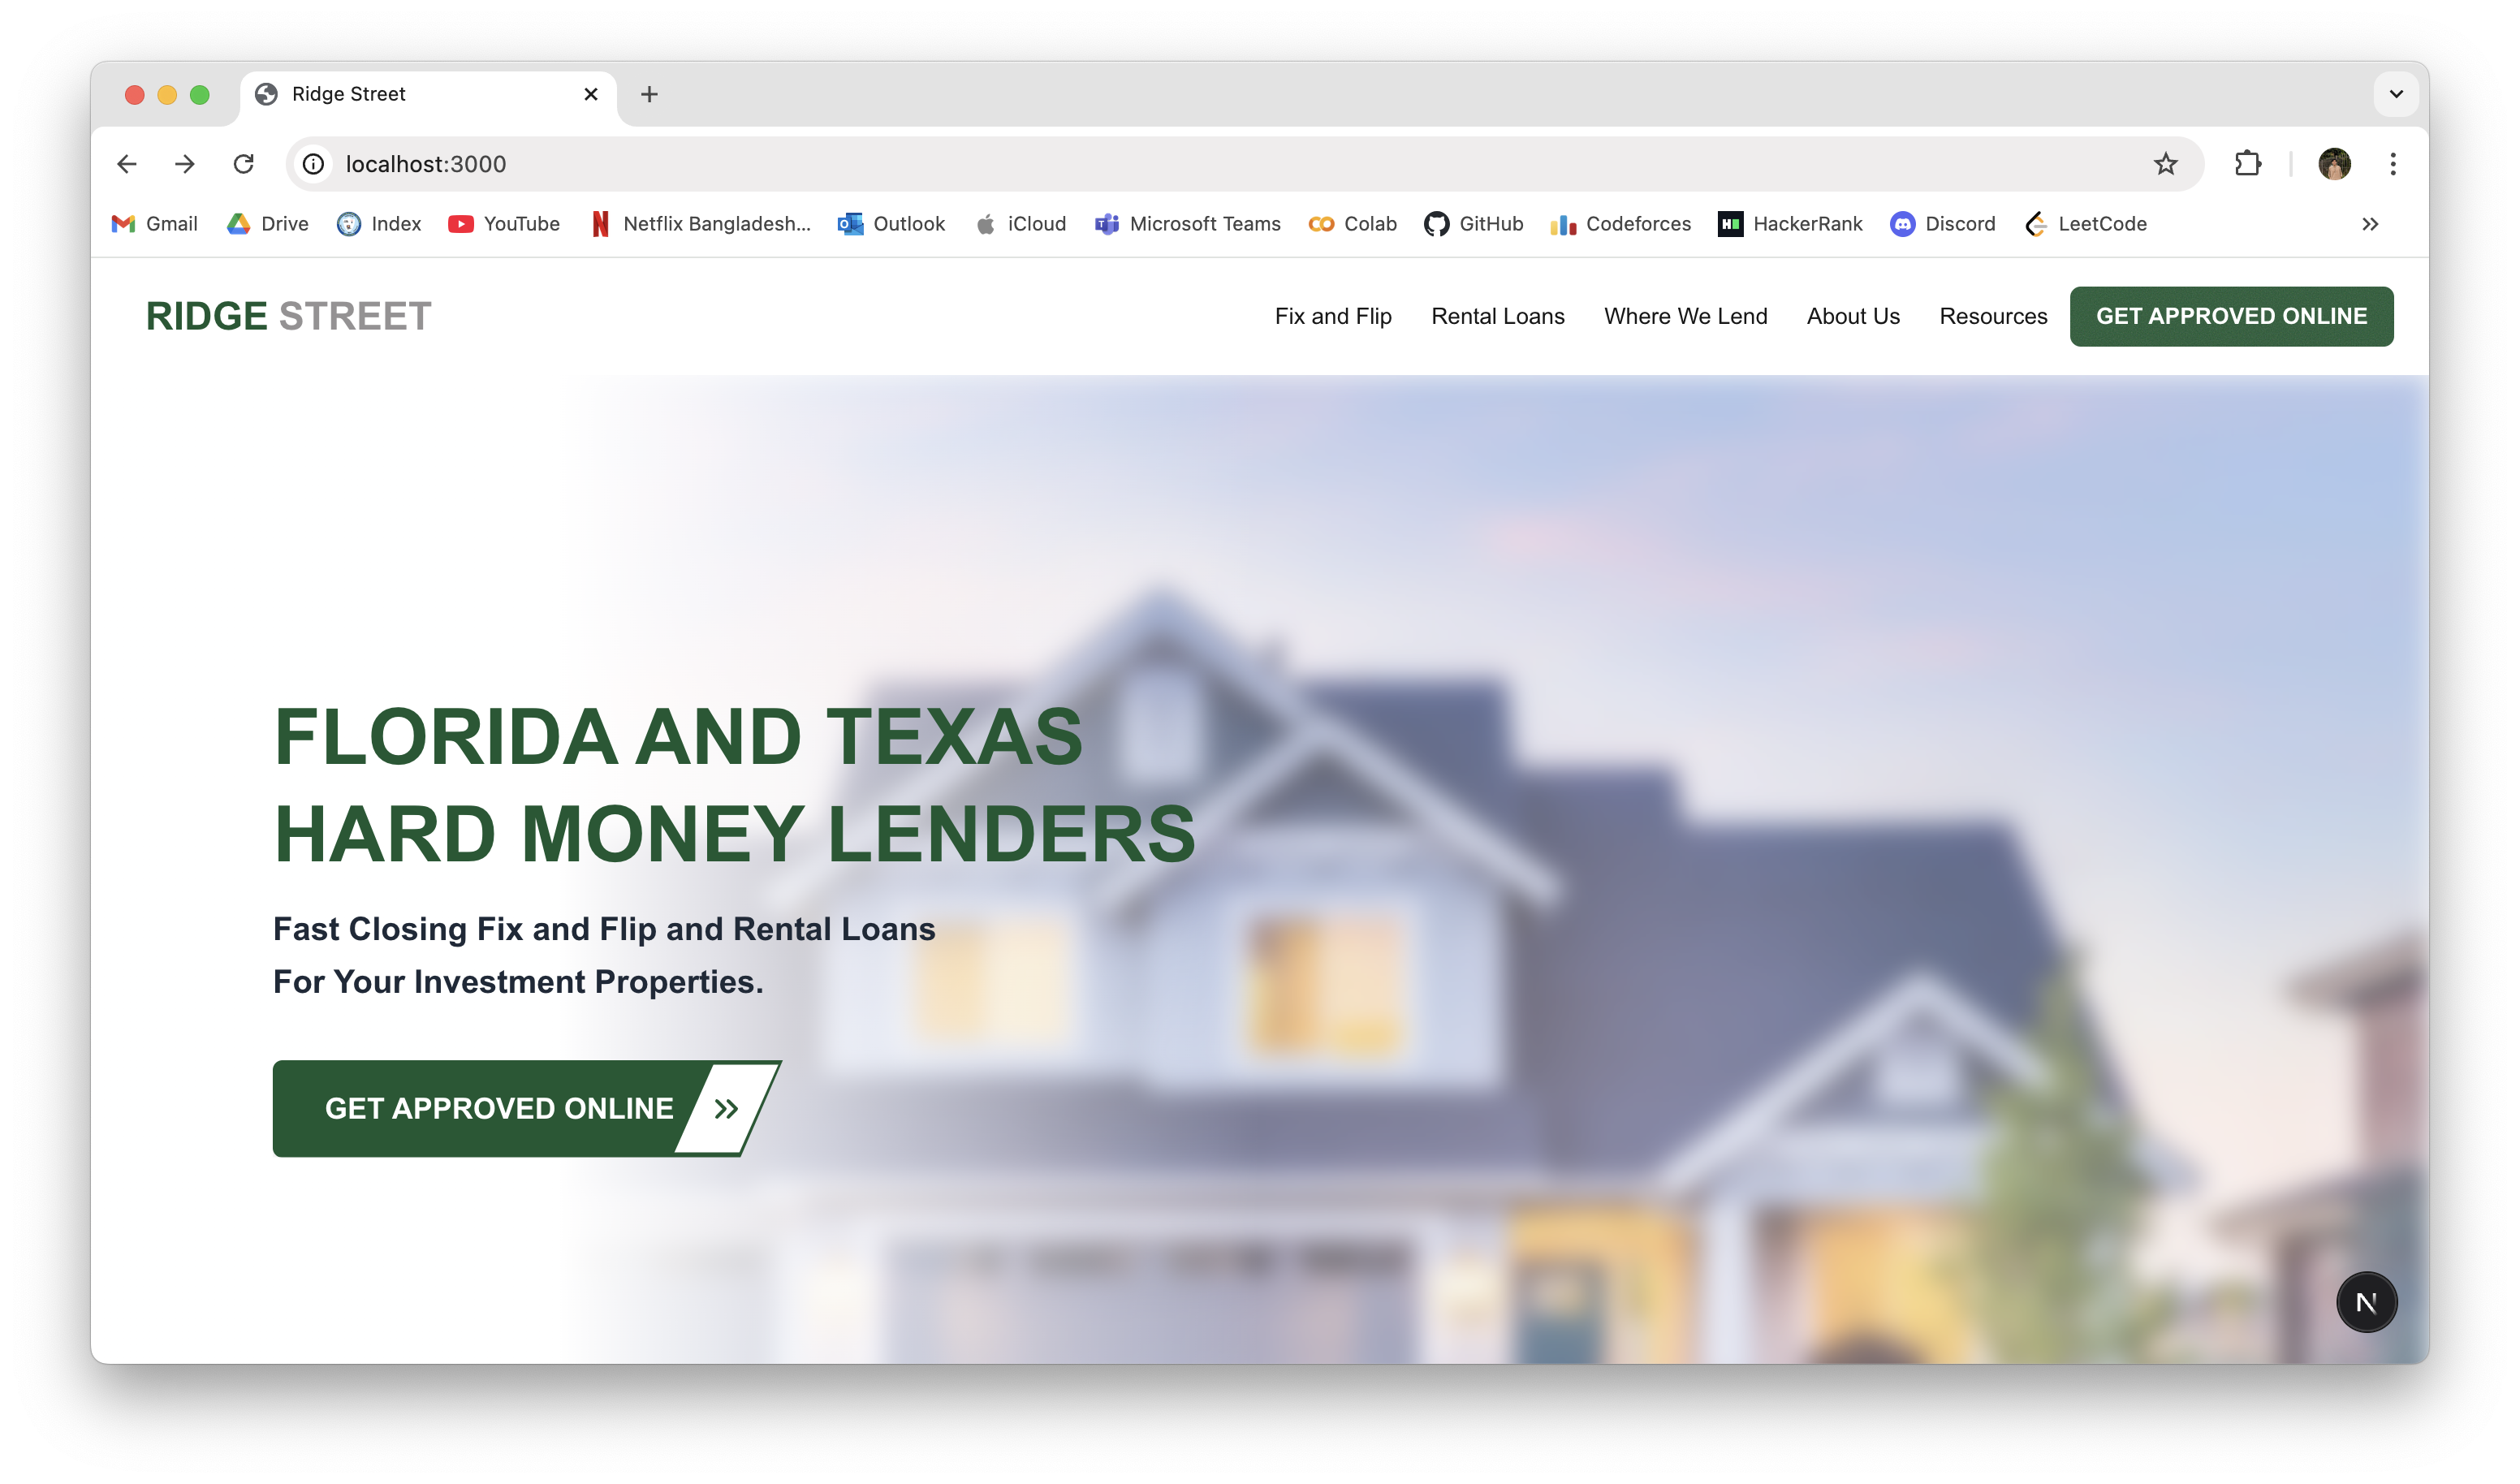 Ridge Street
localhost:3000
Gmail Drive Index YouTube Netflix Bangladesh... Outlook iCloud Microsoft Teams Colab GitHub Codeforces HackerRank Discord LeetCode
RIDGE STREET Fix and Flip Rental Loans Where We Lend About Us Resources GET APPROVED ONLINE
FLORIDA AND TEXAS
HARD MONEY LENDERS
Fast Closing Fix and Flip and Rental Loans
For Your Investment Properties.
GET APPROVED ONLINE
N